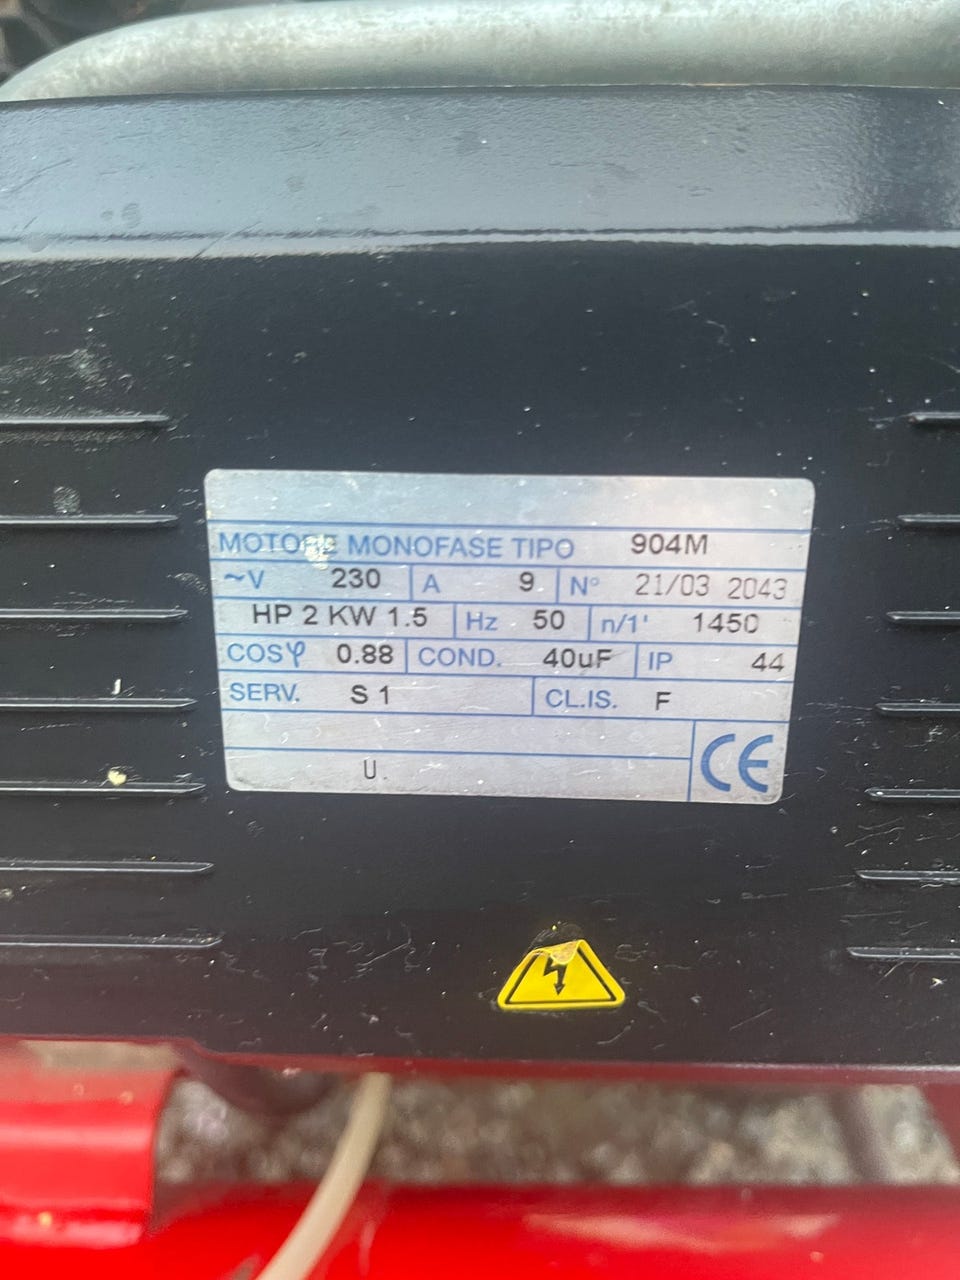 MOTORE MONOFASE TIPO 904M
~V 230 A 9 N° 21/03 2043
HP 2 KW 1.5 Hz 50 n/1' 1450
COSφ 0.88 COND. 40uF IP 44
SERV. S 1 CL.IS. F
U.
CE